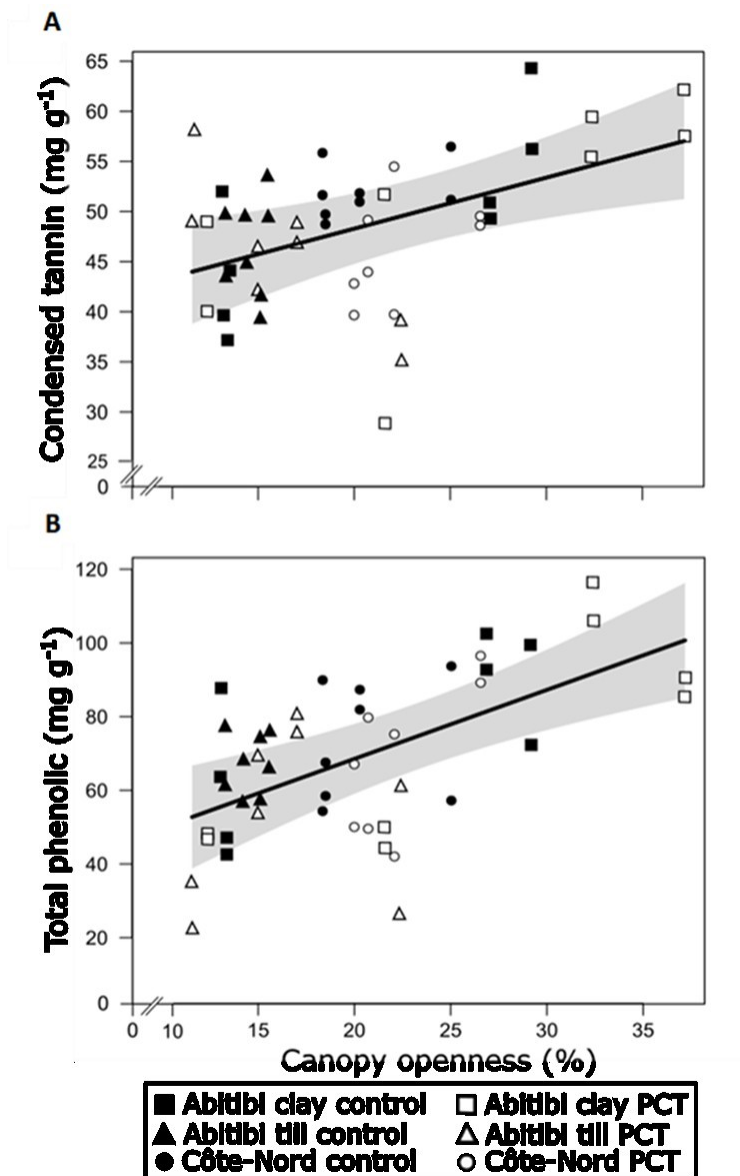 A
Condensed tannin (mg g⁻¹)
65
60
55
50
45
40
35
30
25
0
B
Total phenolic (mg g⁻¹)
120
100
80
60
40
20
0
0 10 15 20 25 30 35
Canopy openness (%)
Abitibi clay control Abitibi clay PCT
Abitibi till control Abitibi till PCT
Côte-Nord control Côte-Nord PCT